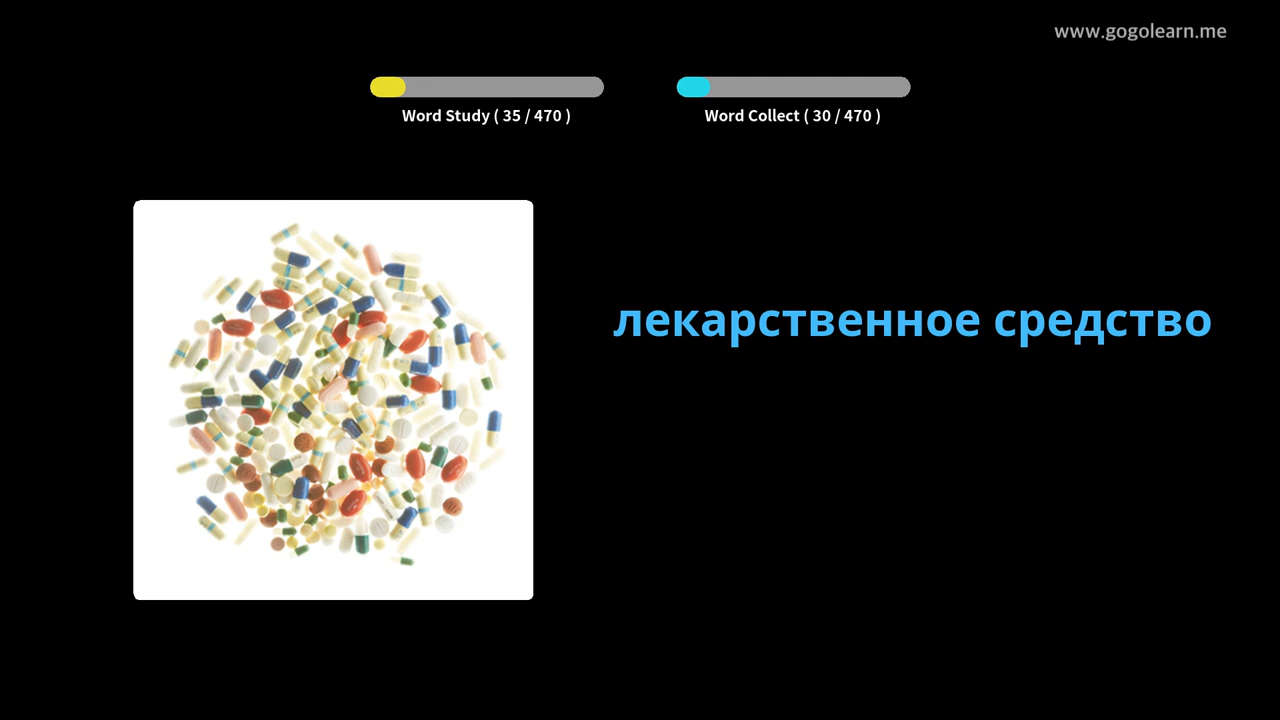 www.gogolearn.me
Word Study ( 35 / 470 )
Word Collect ( 30 / 470 )
лекарственное средство